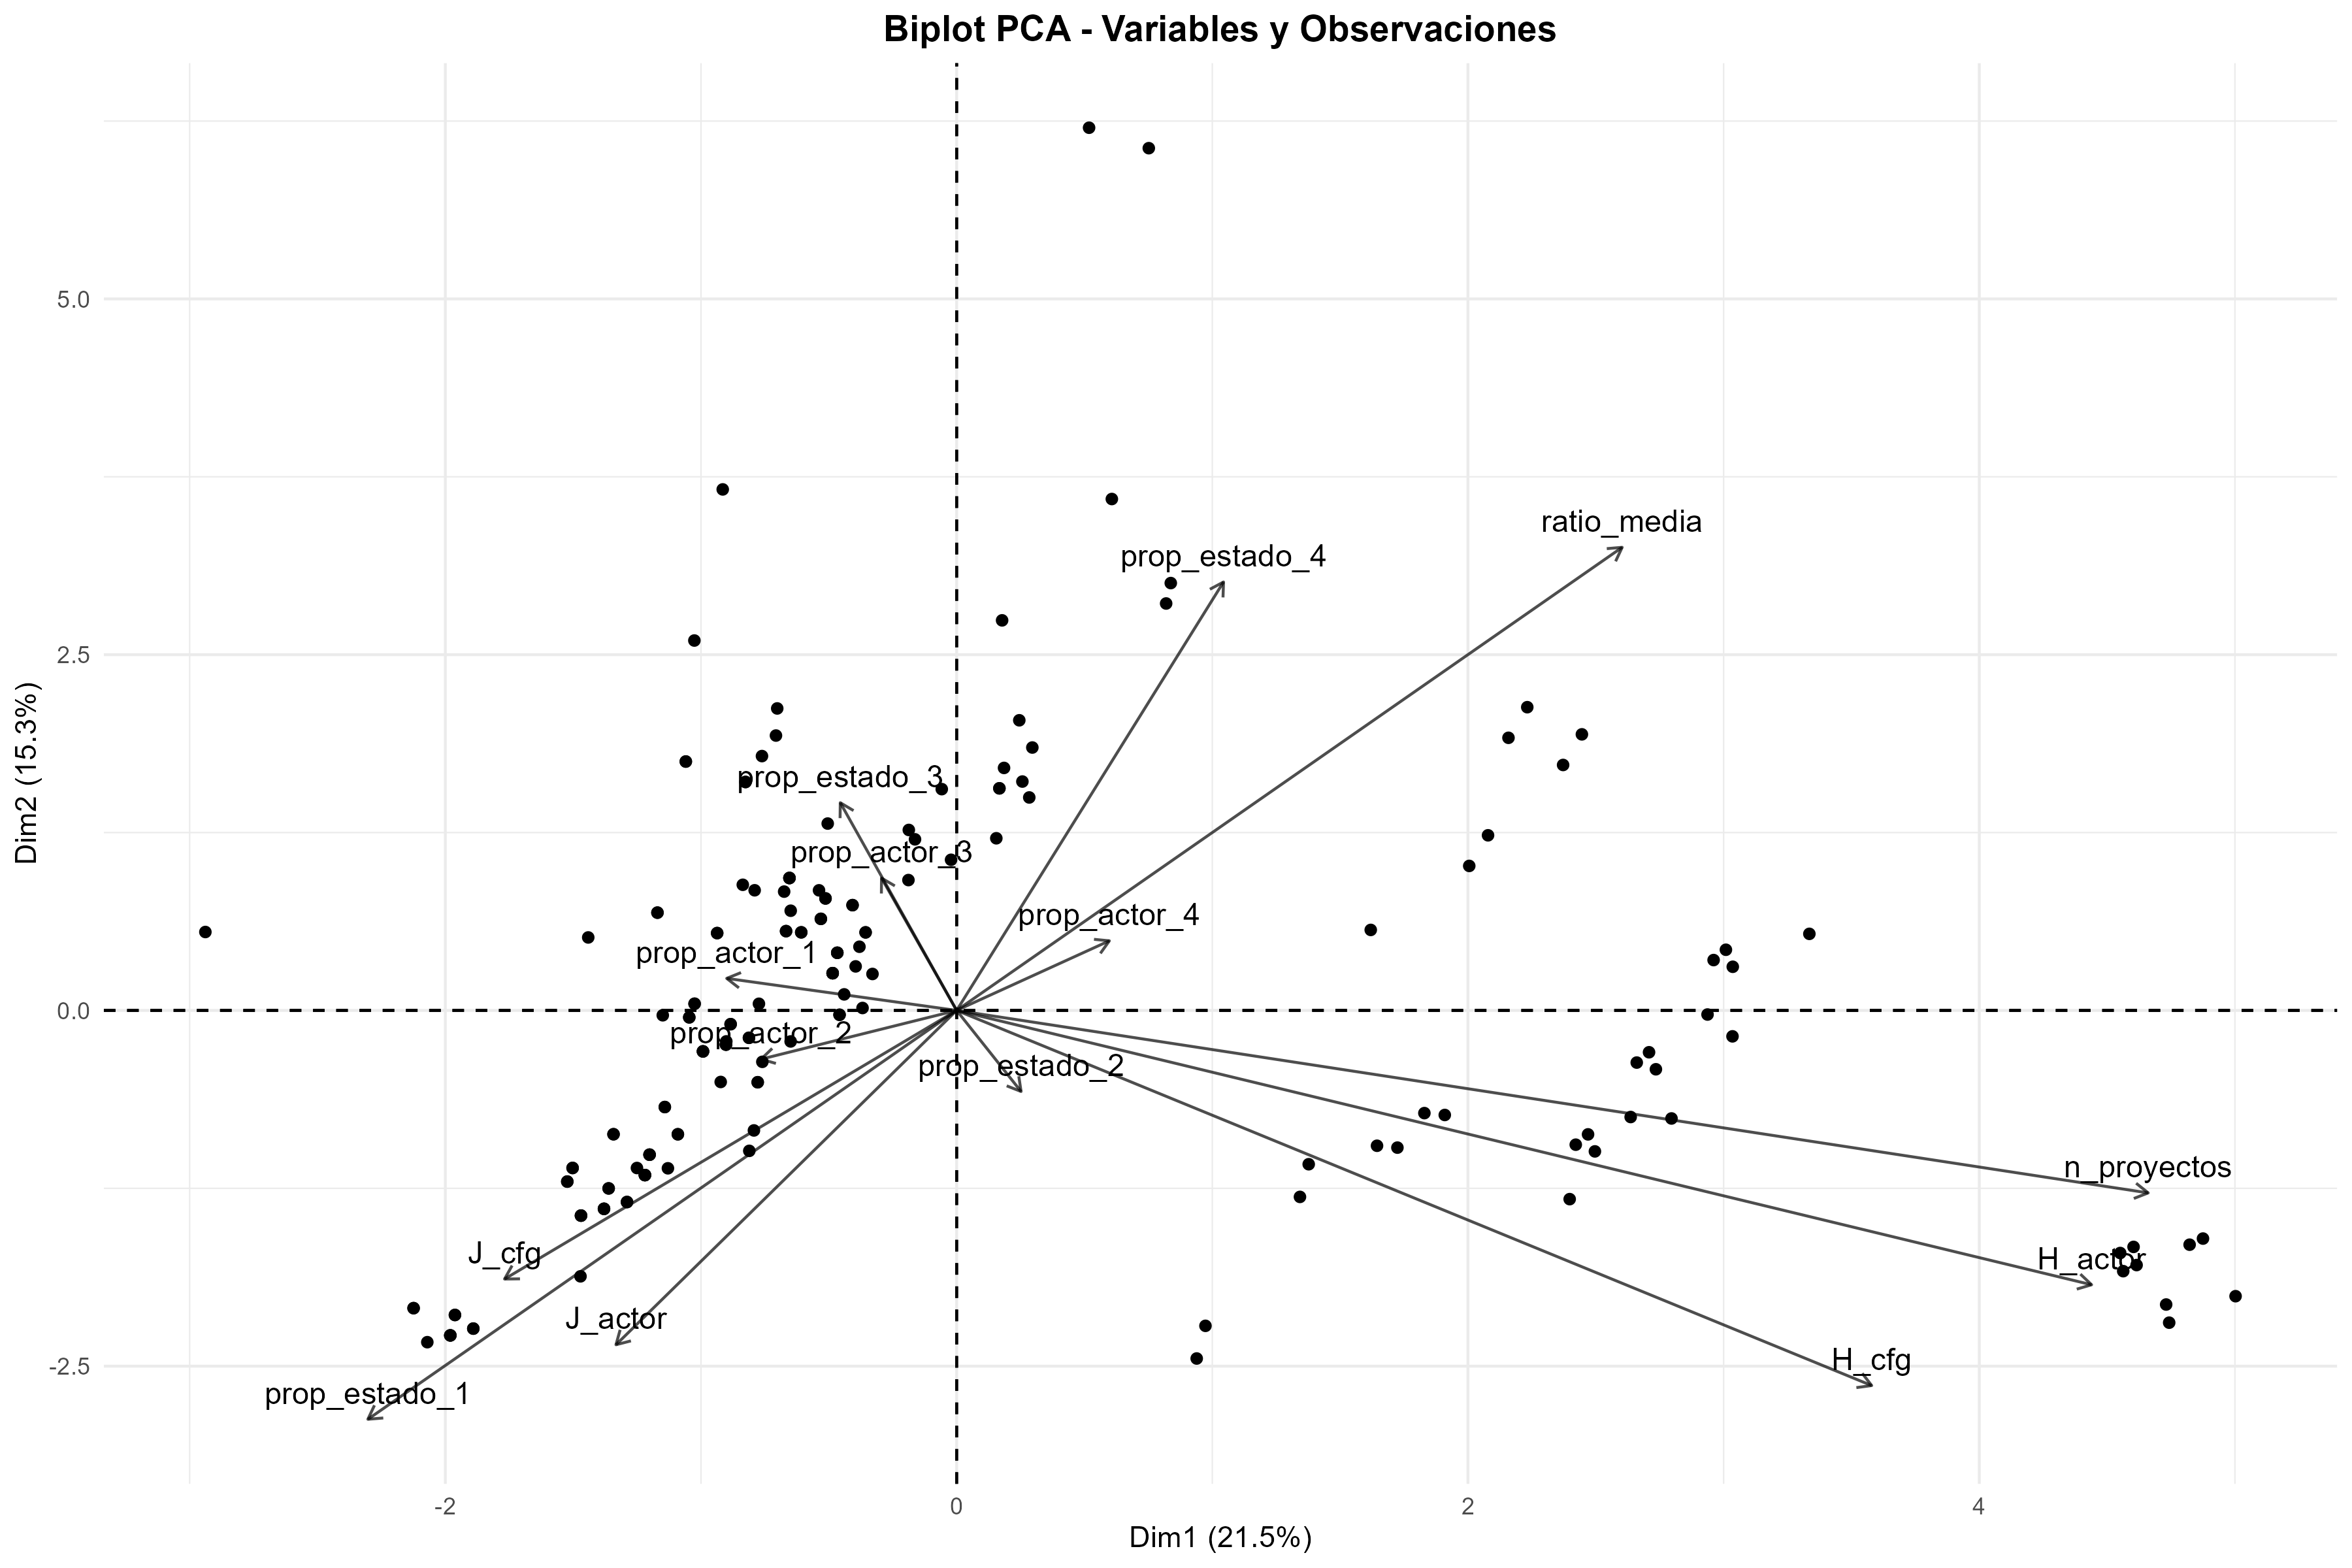 Biplot PCA - Variables y Observaciones
5.0
ratio_media
prop_estado_4
2.5
prop_estado_3
prop_actor_3
prop_actor_4
prop_actor_1
0.0
prop_actor_2
prop_estado_2
n_proyectos
J_cfg
H_actor
J_actor
H_cfg
-2.5
prop_estado_1
-2
0
2
4
Dim1 (21.5%)
Dim2 (15.3%)